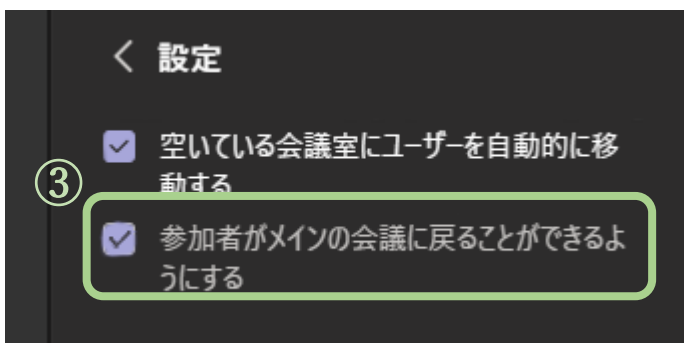 設定
空いている会議室にユーザーを自動的に移
動する
③
参加者がメインの会議に戻ることができるよ
うにする